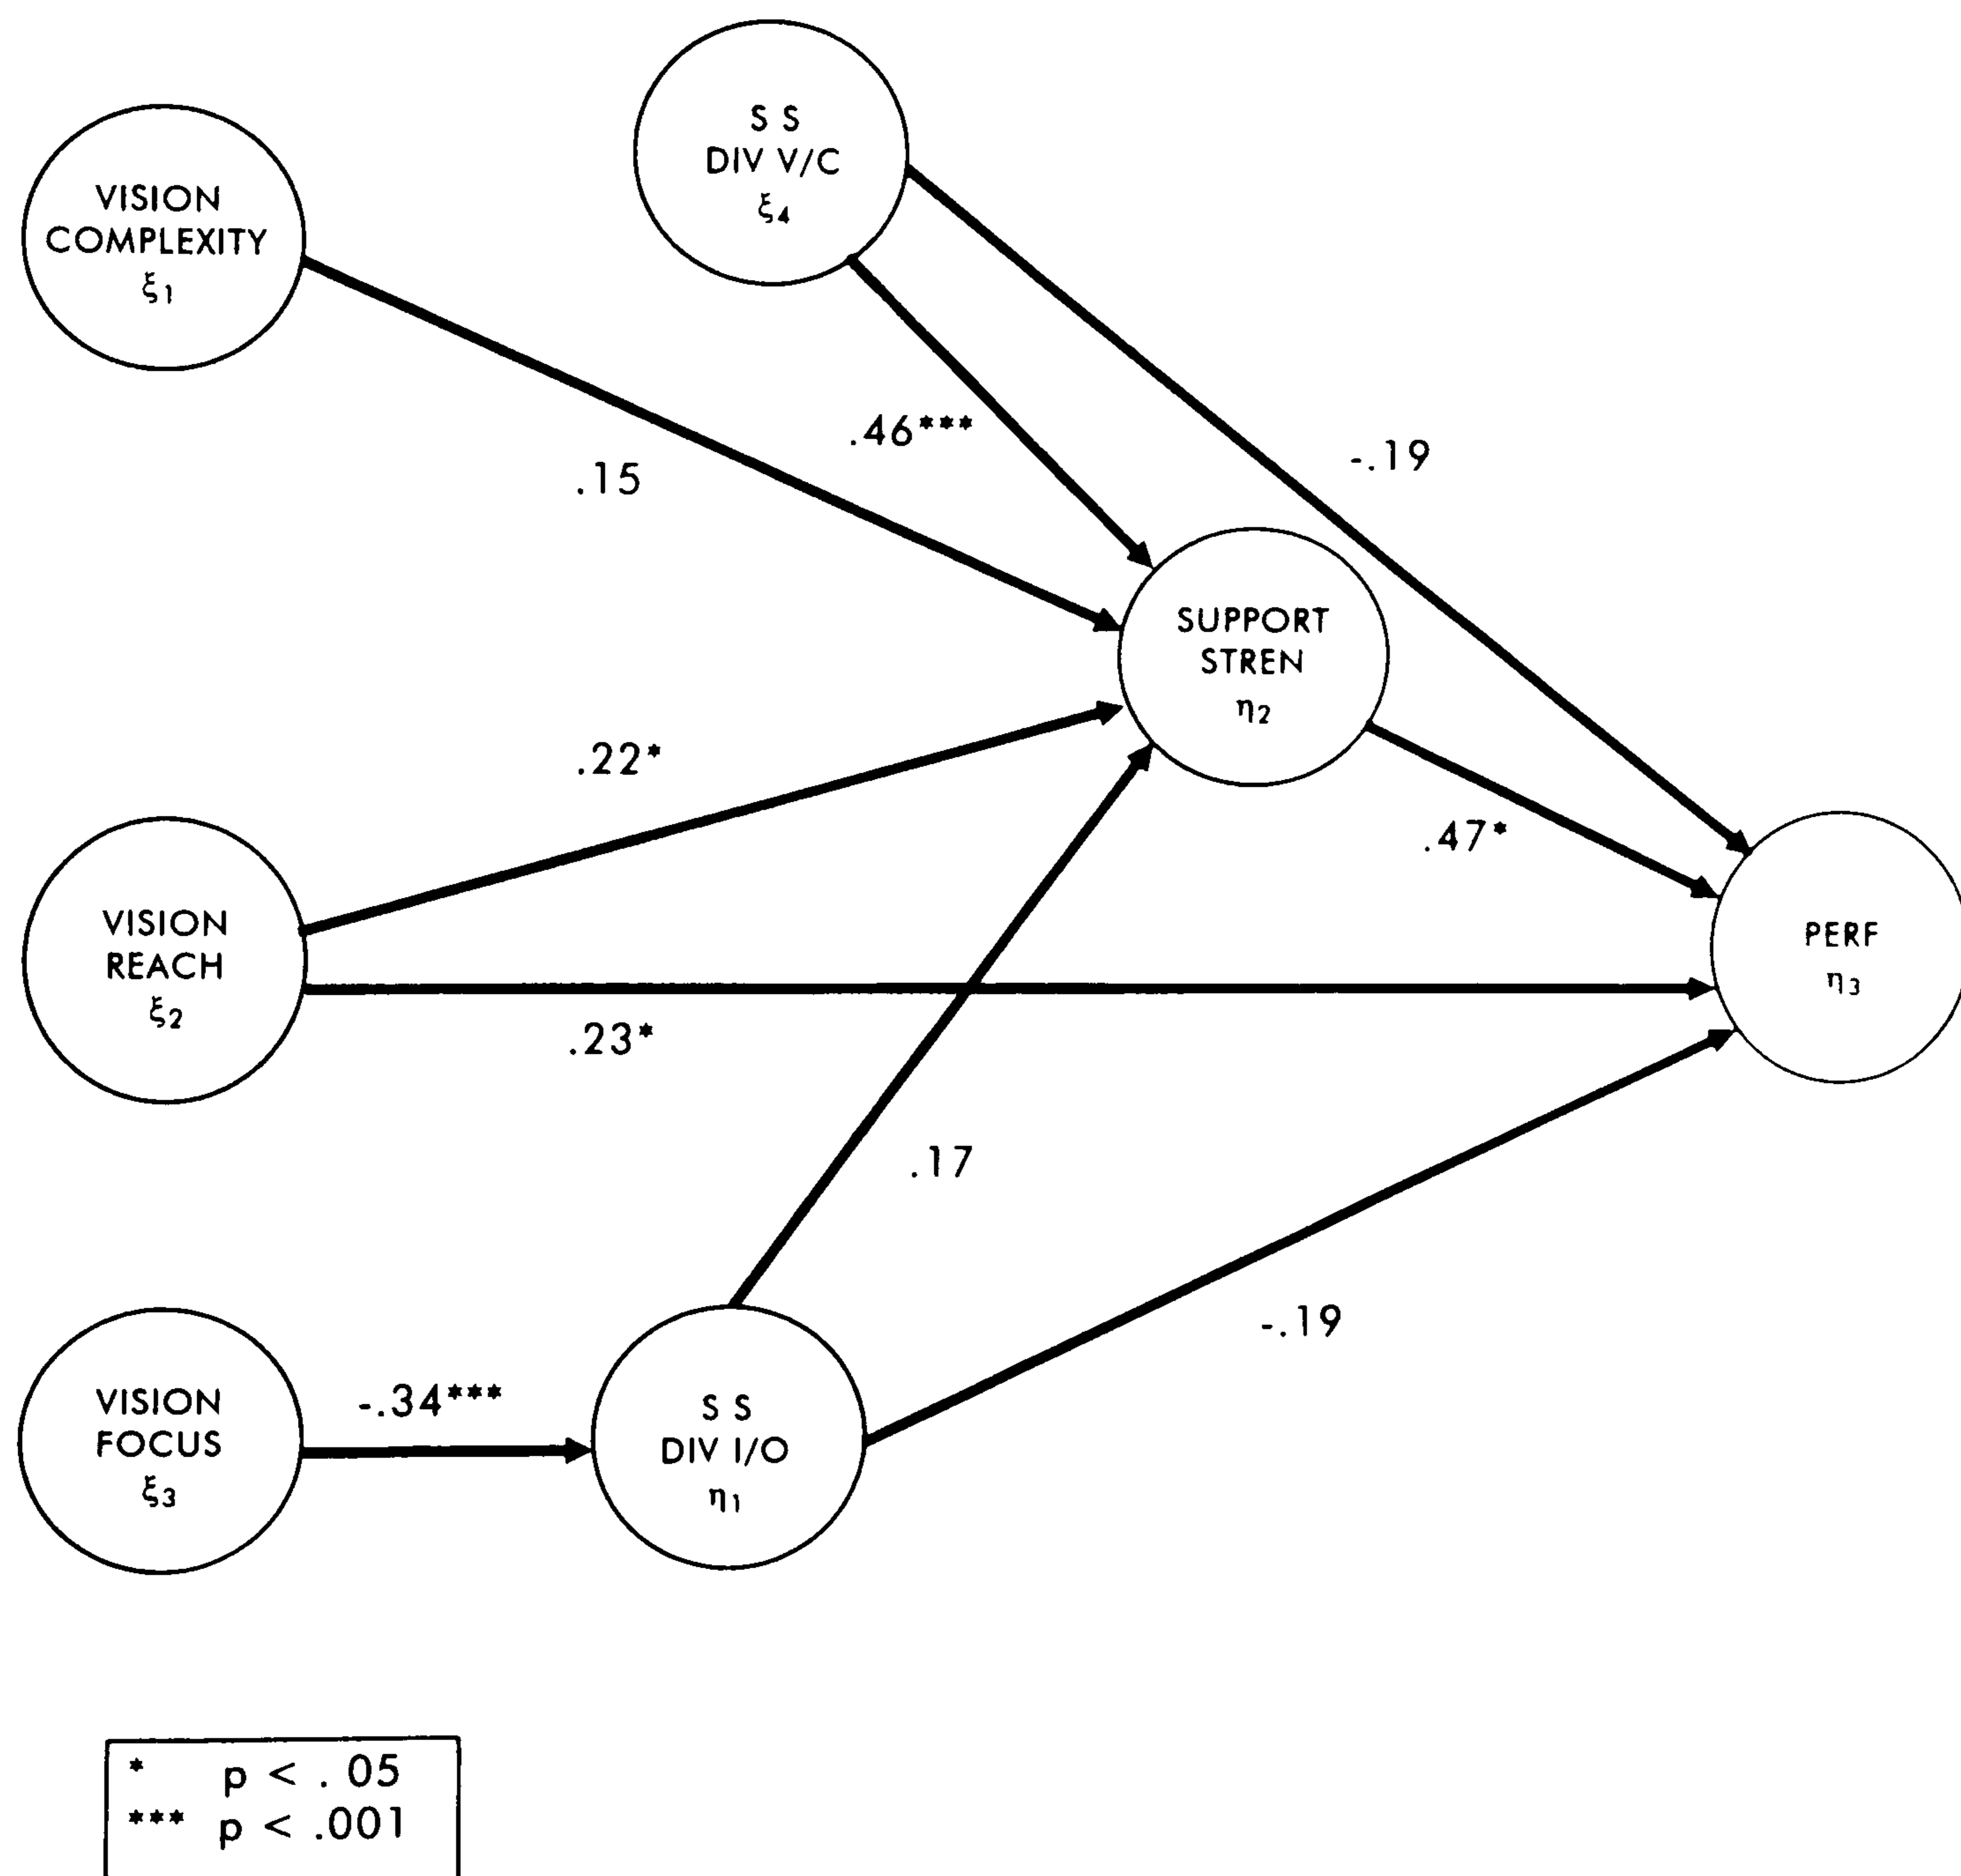 S S
DIV V/C
ξ4
VISION
COMPLEXITY
ξ1
.46***
-.19
.15
SUPPORT
STREN
η2
.22*
.47*
VISION
REACH
ξ2
PERF
η3
.23*
.17
-.19
VISION
FOCUS
ξ3
-.34***
S S
DIV I/O
η1
* p < . 05
*** p < .001